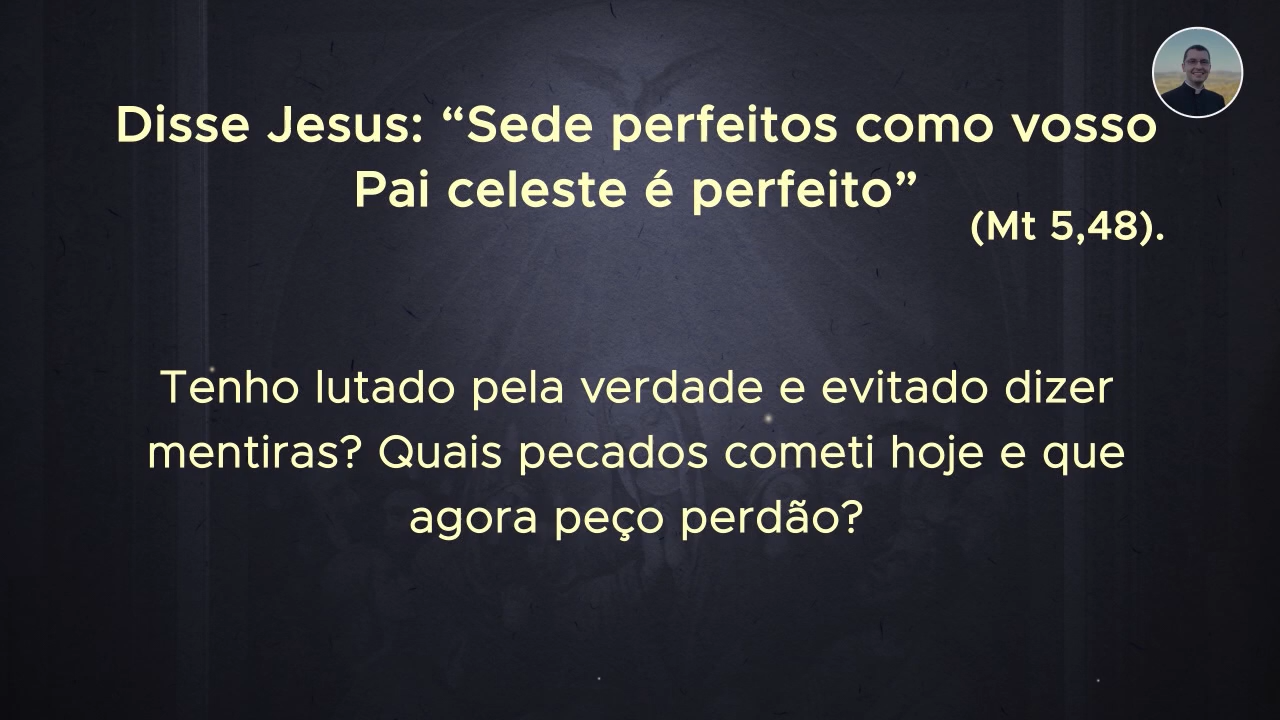 Disse Jesus: “Sede perfeitos como vosso
Pai celeste é perfeito”
(Mt 5,48).
Tenho lutado pela verdade e evitado dizer
mentiras? Quais pecados cometi hoje e que
agora peço perdão?